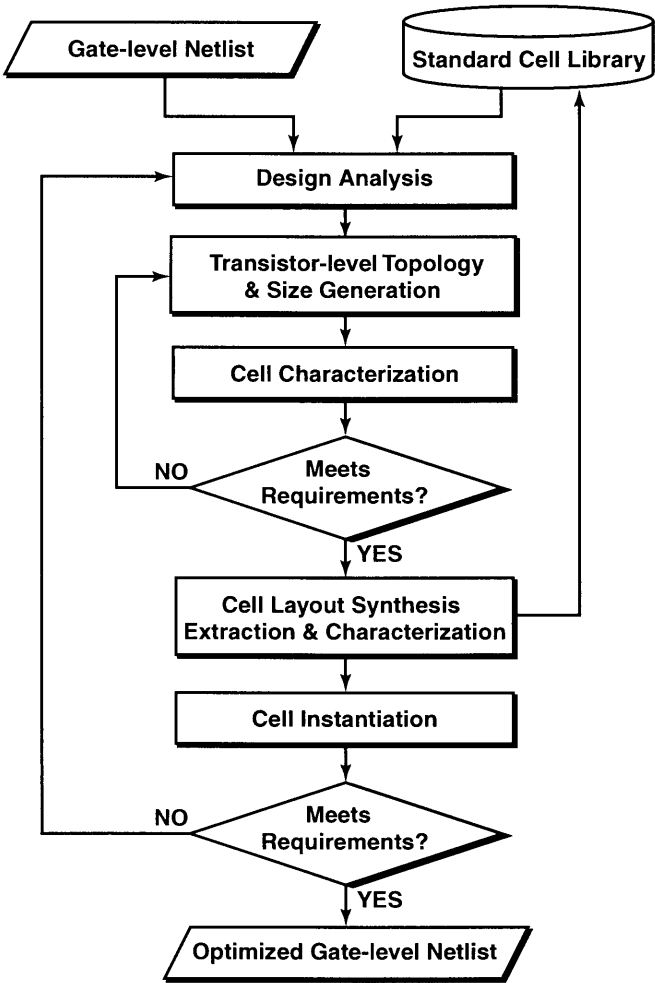 Gate-level Netlist
Standard Cell Library
Design Analysis
Transistor-level Topology
& Size Generation
Cell Characterization
Meets
Requirements?
NO
YES
Cell Layout Synthesis
Extraction & Characterization
Cell Instantiation
Meets
Requirements?
NO
YES
Optimized Gate-level Netlist